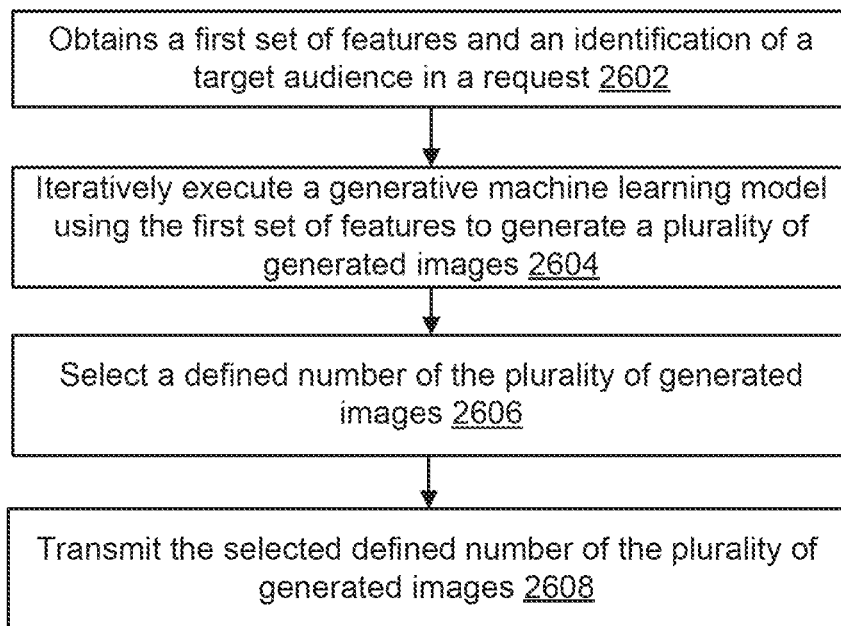 Obtains a first set of features and an identification of a
target audience in a request 2602
Iteratively execute a generative machine learning model
using the first set of features to generate a plurality of
generated images 2604
Select a defined number of the plurality of generated
images 2606
Transmit the selected defined number of the plurality of
generated images 2608